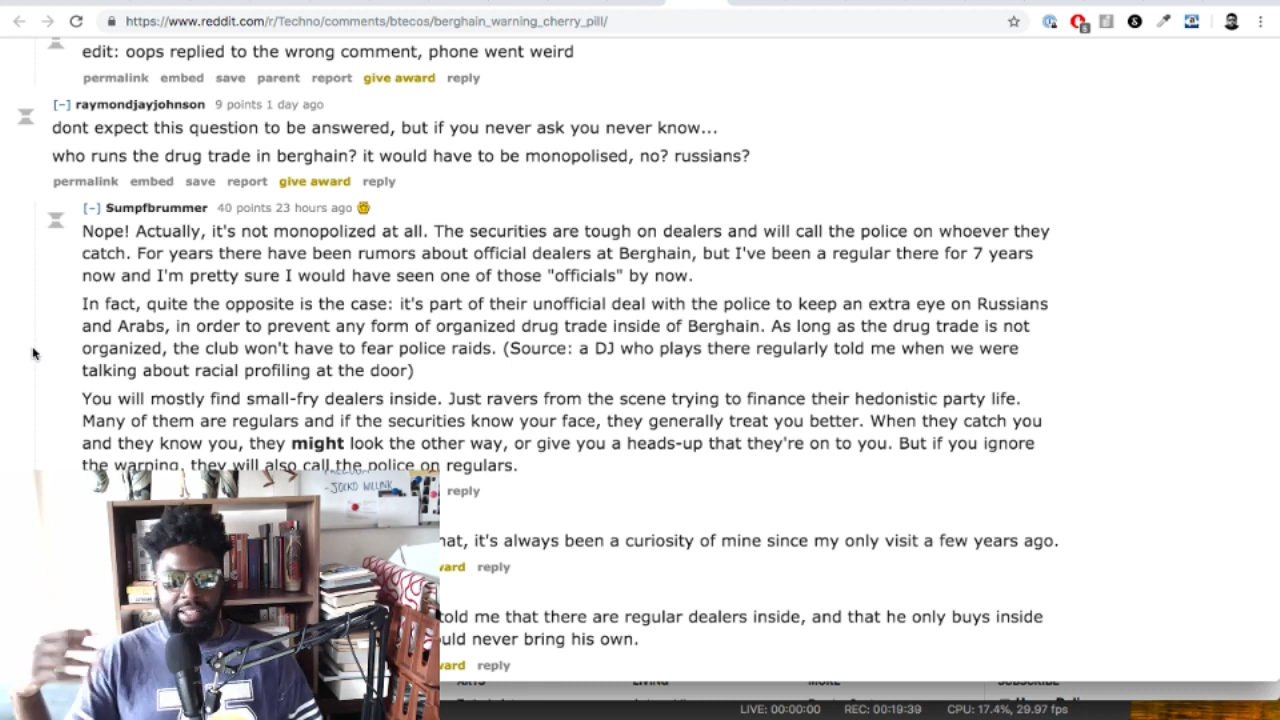 https://www.reddit.com/r/Techno/comments/btecos/berghain_warning_cherry_pill/
edit: oops replied to the wrong comment, phone went weird
permalink embed save parent report give award reply
[-] raymondjayjohnson 9 points 1 day ago
dont expect this question to be answered, but if you never ask you never know...
who runs the drug trade in berghain? it would have to be monopolised, no? russians?
permalink embed save report give award reply
[-] Sumpfbrummer 40 points 23 hours ago
Nope! Actually, it's not monopolized at all. The securities are tough on dealers and will call the police on whoever they
catch. For years there have been rumors about official dealers at Berghain, but I've been a regular there for 7 years
now and I'm pretty sure I would have seen one of those "officials" by now.
In fact, quite the opposite is the case: it's part of their unofficial deal with the police to keep an extra eye on Russians
and Arabs, in order to prevent any form of organized drug trade inside of Berghain. As long as the drug trade is not
organized, the club won't have to fear police raids. (Source: a DJ who plays there regularly told me when we were
talking about racial profiling at the door)
You will mostly find small-fry dealers inside. Just ravers from the scene trying to finance their hedonistic party life.
Many of them are regulars and if the securities know your face, they generally treat you better. When they catch you
and they know you, they might look the other way, or give you a heads-up that they're on to you. But if you ignore
the warning, they will also call the police on regulars.
reply
-JOCKO WILLINK
hat, it's always been a curiosity of mine since my only visit a few years ago.
ward reply
told me that there are regular dealers inside, and that he only buys inside
uld never bring his own.
ward reply
LIVE: 00:00:00 REC: 00:19:39 CPU: 17.4%, 29.97 fps